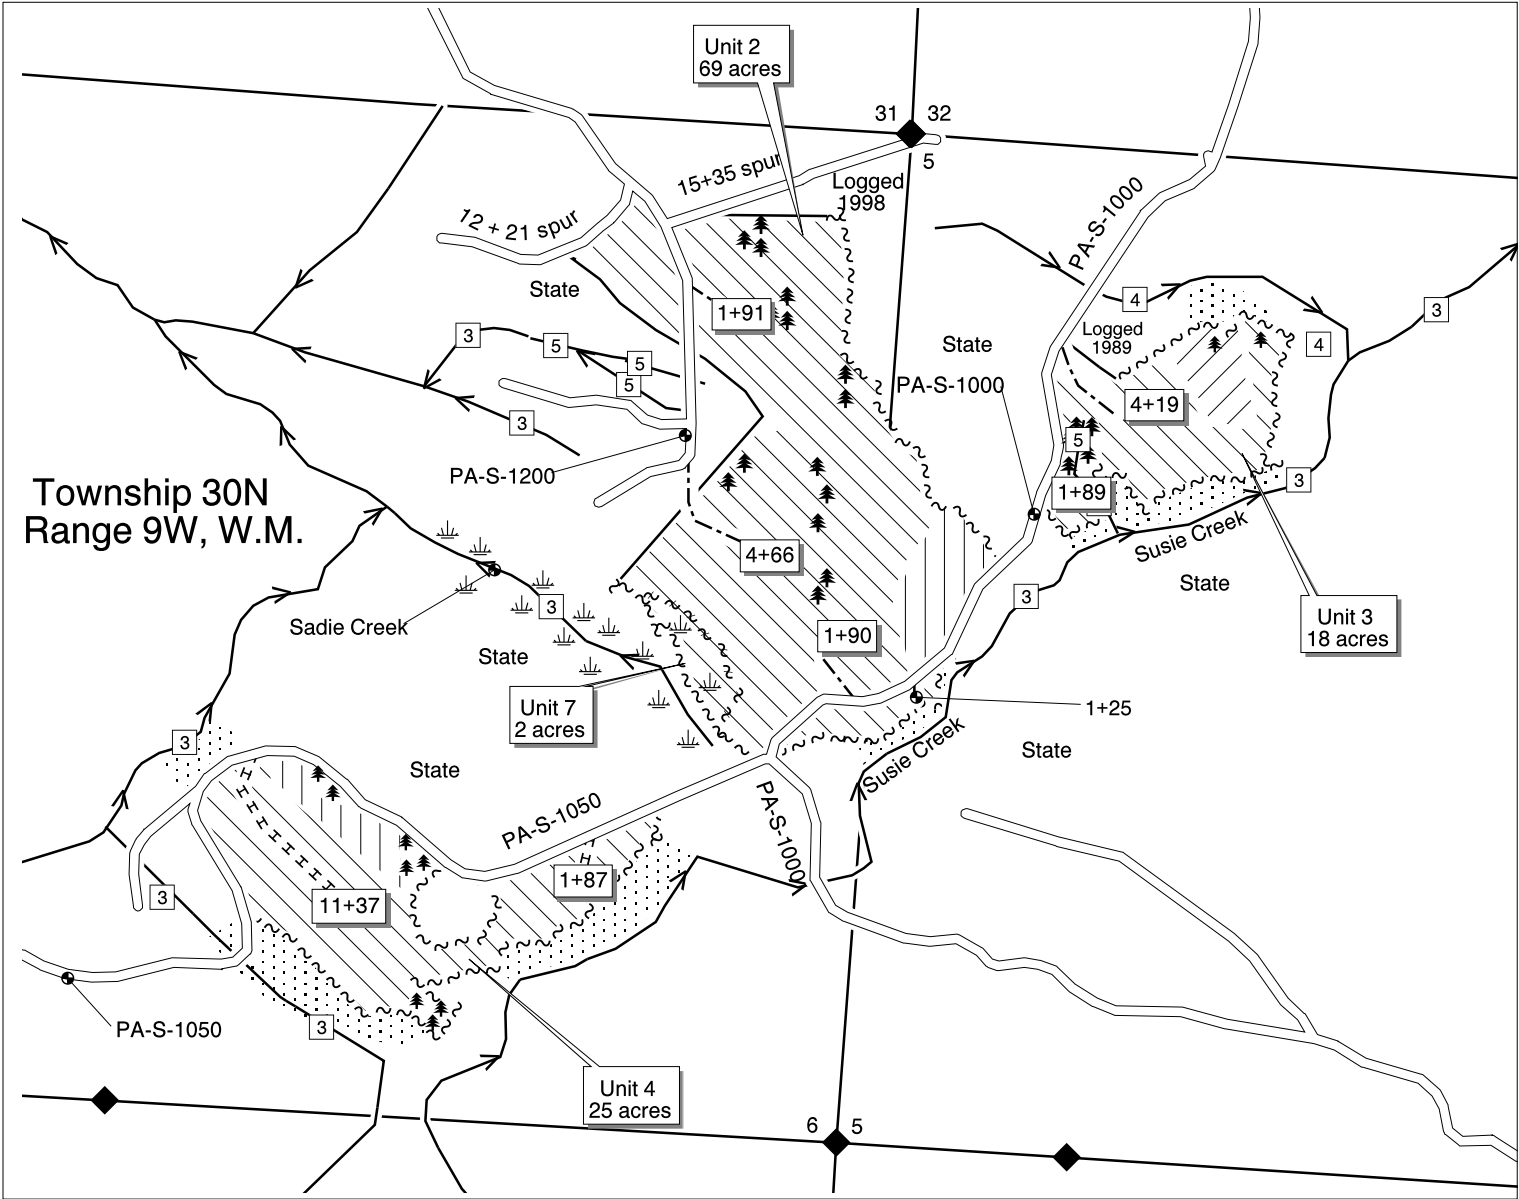 Unit 2
69 acres
31
32
5
15+35 spur
Logged
1998
12 + 21 spur
PA-S-1000
State
4
3
1+91
3
5
5
5
Logged
1989
4
State
PA-S-1000
4+19
3
5
PA-S-1200
3
1+89
Township 30N
Range 9W, W.M.
Susie Creek
4+66
State
3
3
Sadie Creek
1+90
Unit 3
18 acres
State
Unit 7
2 acres
1+25
3
Susie Creek
State
State
PA-S-1050
PA-S-1000
1+87
3
11+37
PA-S-1050
3
Unit 4
25 acres
6
5